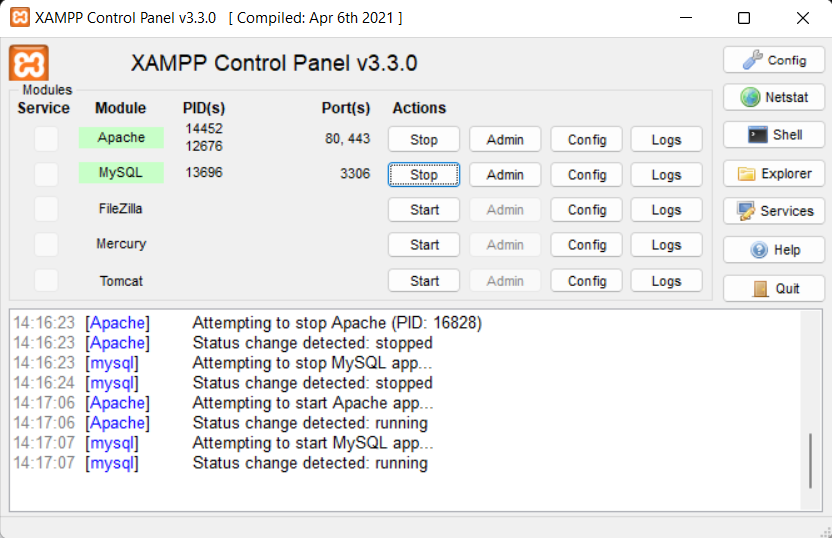 XAMPP Control Panel v3.3.0 [ Compiled: Apr 6th 2021 ]
XAMPP Control Panel v3.3.0
Config
Modules
Service Module PID(s) Port(s) Actions
Netstat
Apache 14452 12676 80, 443 Stop Admin Config Logs
Shell
MySQL 13696 3306 Stop Admin Config Logs
Explorer
FileZilla Start Admin Config Logs
Services
Mercury Start Admin Config Logs
Help
Tomcat Start Admin Config Logs
Quit
14:16:23 [Apache] Attempting to stop Apache (PID: 16828)
14:16:23 [Apache] Status change detected: stopped
14:16:23 [mysql] Attempting to stop MySQL app...
14:16:24 [mysql] Status change detected: stopped
14:17:06 [Apache] Attempting to start Apache app...
14:17:06 [Apache] Status change detected: running
14:17:07 [mysql] Attempting to start MySQL app...
14:17:07 [mysql] Status change detected: running